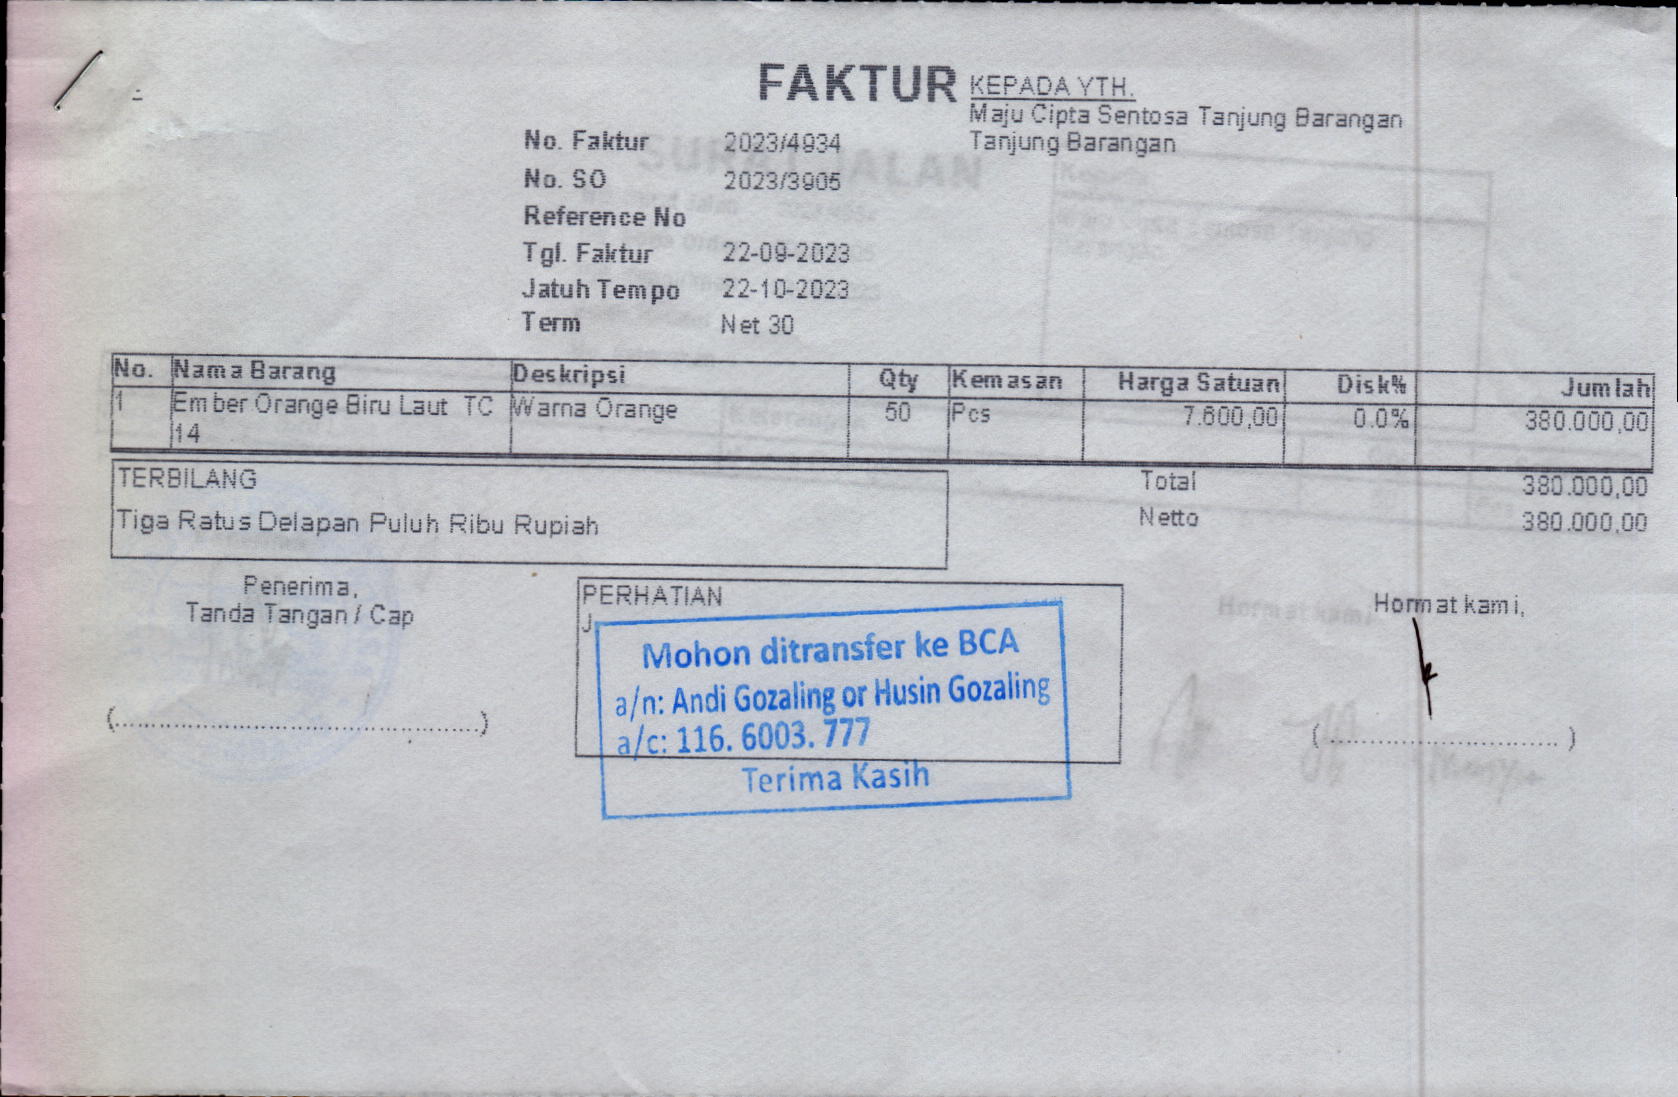 FAKTUR
KEPADA YTH.
Maju Cipta Sentosa Tanjung Barangan
Tanjung Barangan
No. Faktur 2023/4934
No. SO 2023/3905
Reference No
Tgl. Faktur 22-09-2023
Jatuh Tempo 22-10-2023
Term Net 30
No. Nama Barang Deskripsi Qty Kemasan Harga Satuan Disk% Jumlah
1 Ember Orange Biru Laut TC Warna Orange 50 Pcs 7.600,00 0.0% 380.000,00
14
TERBILANG
Tiga Ratus Delapan Puluh Ribu Rupiah
Total 380.000,00
Netto 380.000,00
Penerima,
Tanda Tangan / Cap
PERHATIAN
J
Mohon ditransfer ke BCA
a/n: Andi Gozaling or Husin Gozaling
a/c: 116. 6003. 777
Terima Kasih
Hormat kami,
(................................................)
(.............................. )
SURAT JALAN
Hormat kami